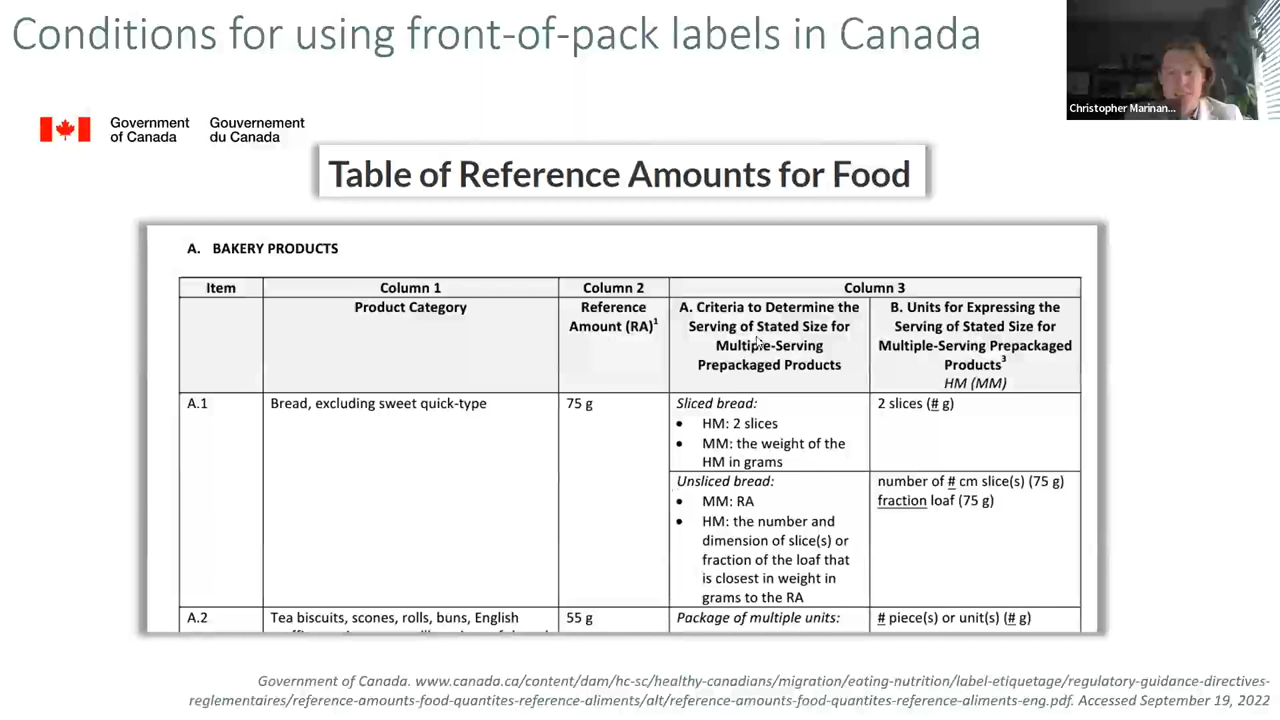 Conditions for using front-of-pack labels in Canada
Christopher Marinan...
Government Gouvernement
of Canada du Canada
Table of Reference Amounts for Food
A. BAKERY PRODUCTS
Item Column 1 Column 2 Column 3
Product Category
Reference
Amount (RA)1
A. Criteria to Determine the
Serving of Stated Size for
Multiple-Serving
Prepackaged Products
B. Units for Expressing the
Serving of Stated Size for
Multiple-Serving Prepackaged
Products3
HM (MM)
A.1
Bread, excluding sweet quick-type
75 g
Sliced bread:
• HM: 2 slices
• MM: the weight of the
HM in grams
2 slices (# g)
Unsliced bread:
• MM: RA
• HM: the number and
dimension of slice(s) or
fraction of the loaf that
is closest in weight in
grams to the RA
number of # cm slice(s) (75 g)
fraction loaf (75 g)
A.2
Tea biscuits, scones, rolls, buns, English
55 g
Package of multiple units:
# piece(s) or unit(s) (# g)
Government of Canada. www.canada.ca/content/dam/hc-sc/healthy-canadians/migration/eating-nutrition/label-etiquetage/regulatory-guidance-directives-
reglementaires/reference-amounts-food-quantites-reference-aliments/alt/reference-amounts-food-quantites-reference-aliments-eng.pdf. Accessed September 19, 2022